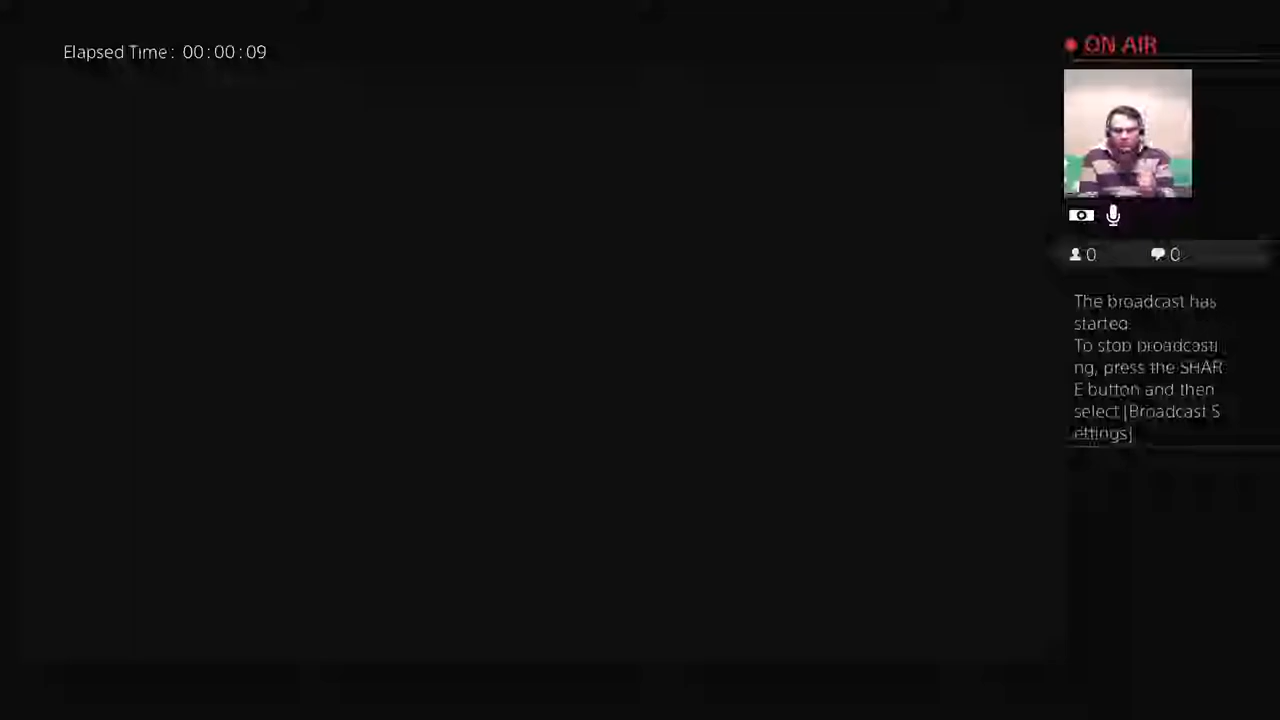 Elapsed Time: 00:00:09
ON AIR
0 0
The broadcast has
started.
To stop broadcasti
ng, press the SHAR
E button and then
select [Broadcast S
ettings]